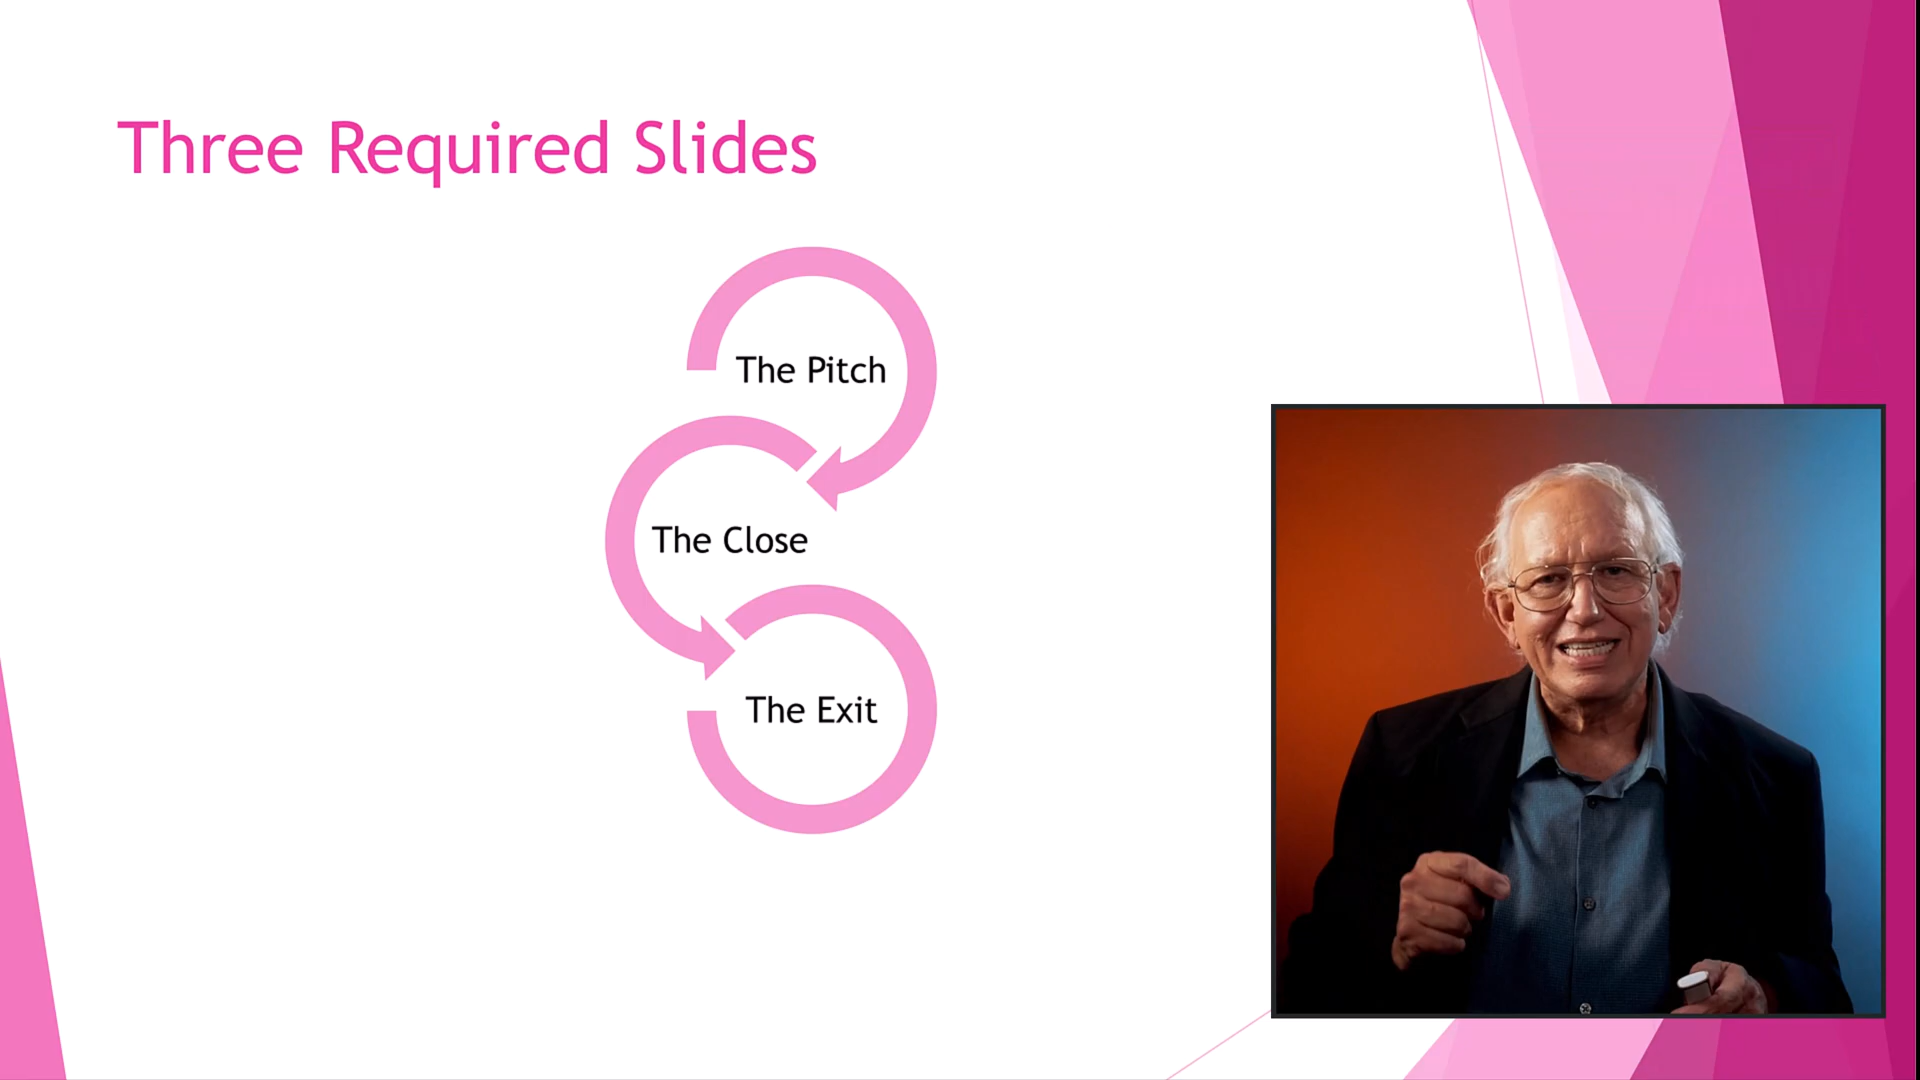 Three Required Slides
The Pitch
The Close
The Exit